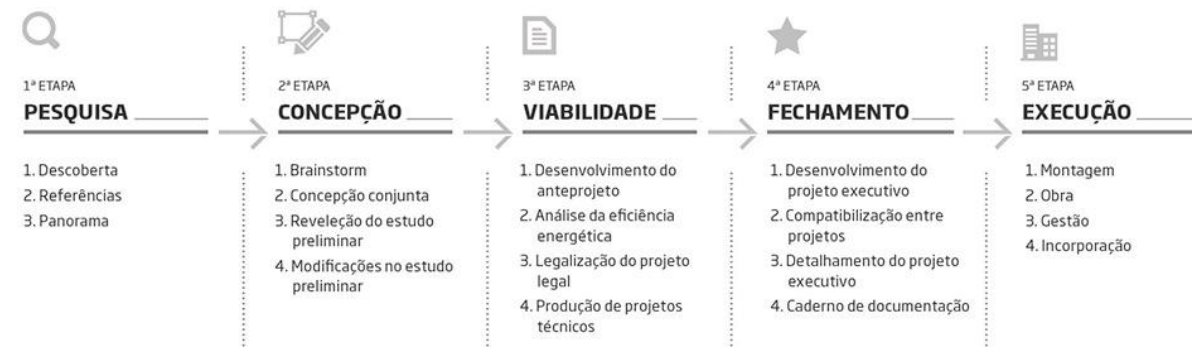 1ª ETAPA
PESQUISA
1. Descoberta
2. Referências
3. Panorama
2ª ETAPA
CONCEPÇÃO
1. Brainstorm
2. Concepção conjunta
3. Reveleção do estudo
preliminar
4. Modificações no estudo
preliminar
3ª ETAPA
VIABILIDADE
1. Desenvolvimento do
anteprojeto
2. Análise da eficiência
energética
3. Legalização do projeto
legal
4. Produção de projetos
técnicos
4ª ETAPA
FECHAMENTO
1. Desenvolvimento do
projeto executivo
2. Compatibilização entre
projetos
3. Detalhamento do projeto
executivo
4. Caderno de documentação
5ª ETAPA
EXECUÇÃO
1. Montagem
2. Obra
3. Gestão
4. Incorporação